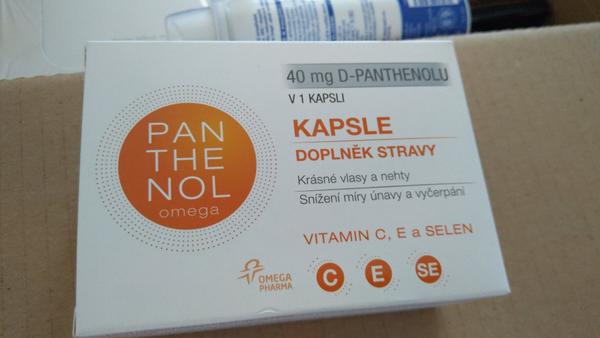 40 mg D-PANTHENOLU
V 1 KAPSLI
PAN
THE
NOL
omega
KAPSLE
DOPLNĚK STRAVY
Krásné vlasy a nehty
Snížení míry únavy a vyčerpání
VITAMIN C, E a SELEN
OMEGA
PHARMA
C
E
SE